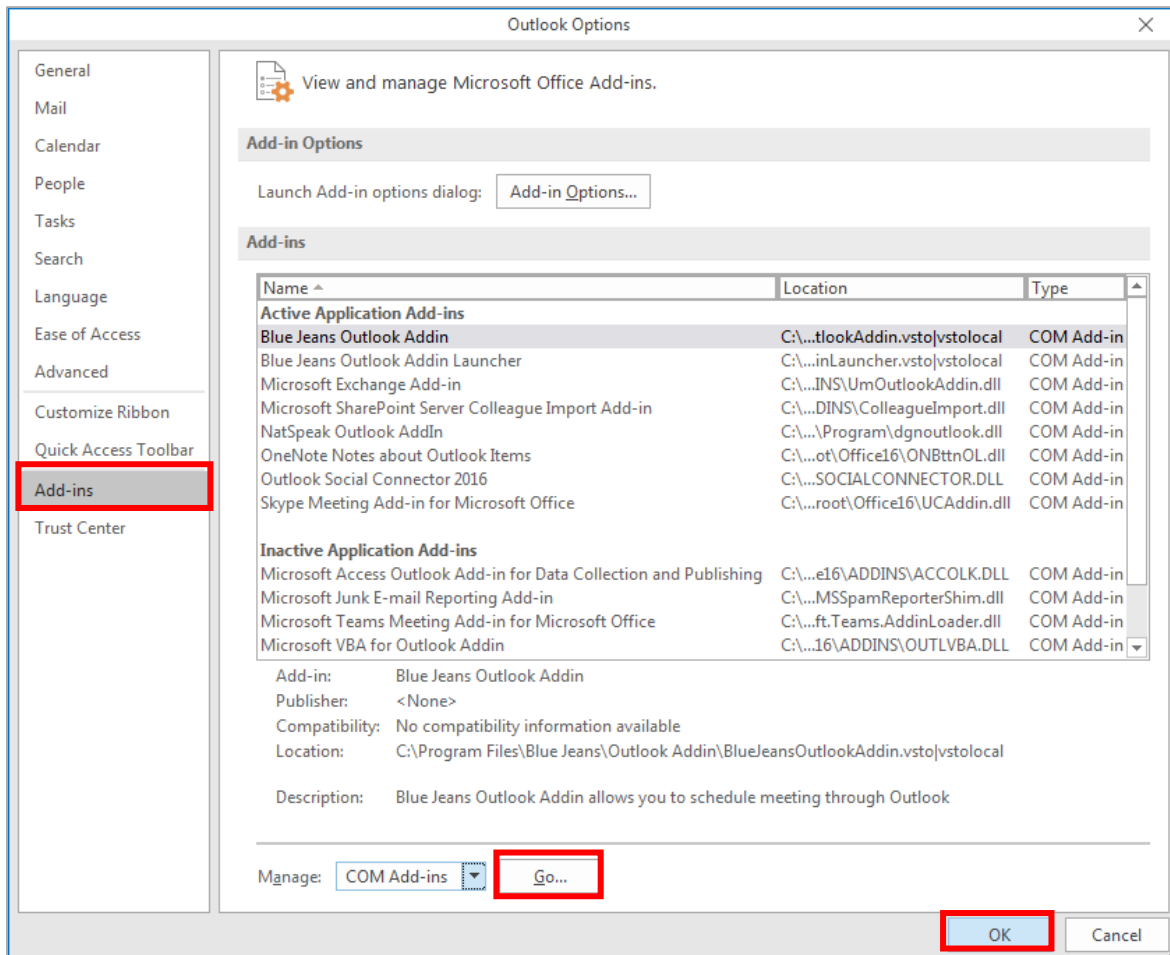 Outlook Options
General
Mail
Calendar
People
Tasks
Search
Language
Ease of Access
Advanced
Customize Ribbon
Quick Access Toolbar
Add-ins
Trust Center
View and manage Microsoft Office Add-ins.
Add-in Options
Launch Add-in options dialog: Add-in Options...
Add-ins
Name Location Type
Active Application Add-ins
Blue Jeans Outlook Addin C:\...tlookAddin.vsto|vstolocal COM Add-in
Blue Jeans Outlook Addin Launcher C:\...inLauncher.vsto|vstolocal COM Add-in
Microsoft Exchange Add-in C:\...INS\UmOutlookAddin.dll COM Add-in
Microsoft SharePoint Server Colleague Import Add-in C:\...DINS\ColleagueImport.dll COM Add-in
NatSpeak Outlook AddIn C:\...\Program\dgnoutlook.dll COM Add-in
OneNote Notes about Outlook Items C:\...ot\Office16\ONBttnOL.dll COM Add-in
Outlook Social Connector 2016 C:\...SOCIALCONNECTOR.DLL COM Add-in
Skype Meeting Add-in for Microsoft Office C:\...root\Office16\UCAddin.dll COM Add-in
Inactive Application Add-ins
Microsoft Access Outlook Add-in for Data Collection and Publishing C:\...e16\ADDINS\ACCOLK.DLL COM Add-in
Microsoft Junk E-mail Reporting Add-in C:\...MSSpamReporterShim.dll COM Add-in
Microsoft Teams Meeting Add-in for Microsoft Office C:\...ft.Teams.AddinLoader.dll COM Add-in
Microsoft VBA for Outlook Addin C:\...16\ADDINS\OUTLVBA.DLL COM Add-in
Add-in: Blue Jeans Outlook Addin
Publisher: <None>
Compatibility: No compatibility information available
Location: C:\Program Files\Blue Jeans\Outlook Addin\BlueJeansOutlookAddin.vsto|vstolocal
Description: Blue Jeans Outlook Addin allows you to schedule meeting through Outlook
Manage: COM Add-ins Go...
OK Cancel